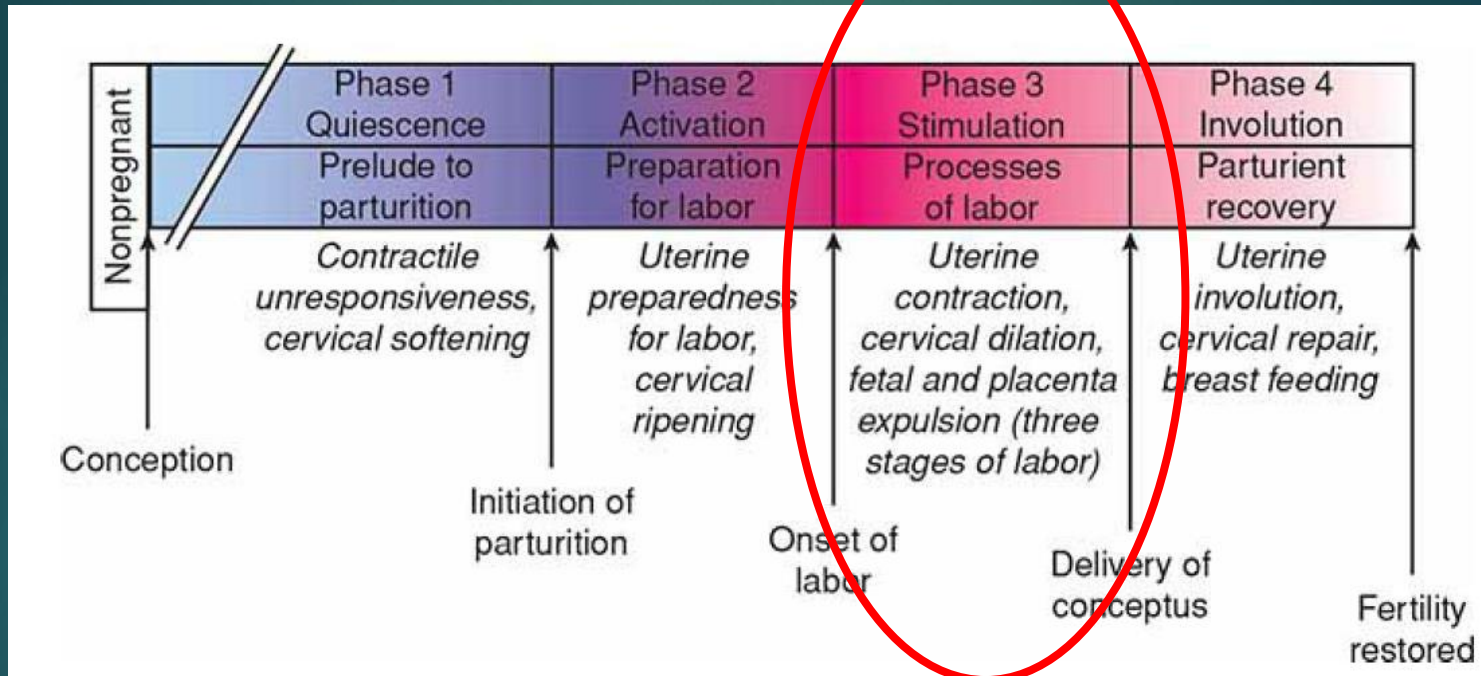 Nonpregnant
Phase 1
Quiescence
Prelude to
parturition
Contractile
unresponsiveness,
cervical softening
Phase 2
Activation
Preparation
for labor
Uterine
preparedness
for labor,
cervical
ripening
Phase 3
Stimulation
Processes
of labor
Uterine
contraction,
cervical dilation,
fetal and placenta
expulsion (three
stages of labor)
Phase 4
Involution
Parturient
recovery
Uterine
involution,
cervical repair,
breast feeding
Conception
Initiation of
parturition
Onset of
labor
Delivery of
conceptus
Fertility
restored